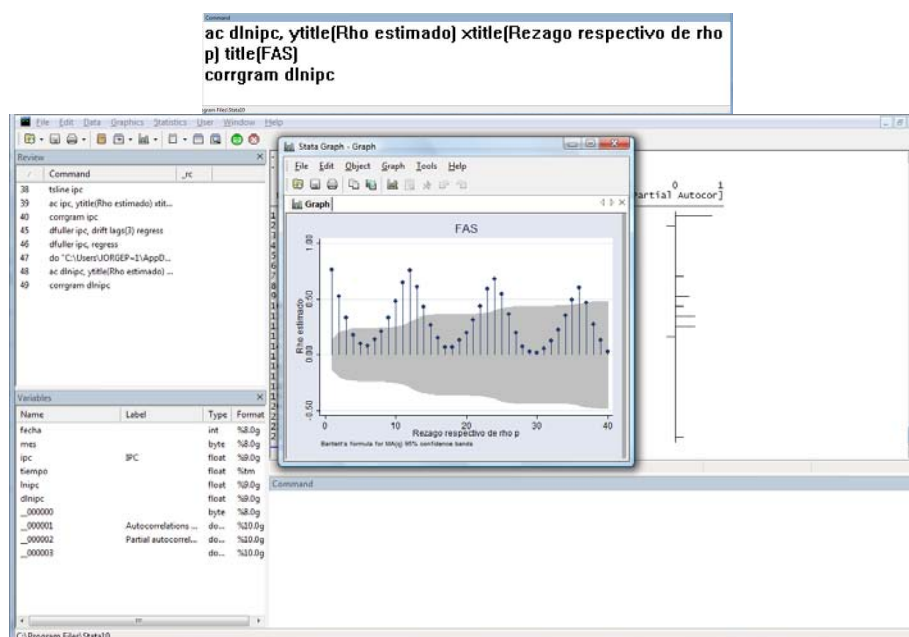 Command
ac dlnipc, ytitle(Rho estimado) xtitle(Rezago respectivo de rho
p) title(FAS)
corrgram dlnipc
File Edit Data Graphics Statistics User Window Help
Review
Command _rc
38 tsline ipc
39 ac ipc, ytitle(Rho estimado) xtit...
40 corrgram ipc
45 dfuller ipc, drift lags(3) regress
46 dfuller ipc, regress
47 do "C:\Users\JORGEP~1\AppD...
48 ac dlnipc, ytitle(Rho estimado) ...
49 corrgram dlnipc
Variables
Name Label Type Format
fecha int %8.0g
mes byte %8.0g
ipc IPC float %9.0g
tiempo float %tm
lnipc float %9.0g
dlnipc float %9.0g
__000000 byte %8.0g
__000001 Autocorrelations ... do... %10.0g
__000002 Partial autocorrel... do... %10.0g
__000003 do... %10.0g
Stata Graph - Graph
File Edit Object Graph Tools Help
Graph
FAS
1.00
0.50
0.00
-0.50
Rho estimado
0 10 20 30 40
Rezago respectivo de rho p
Bartlett's formula for MA(q) 95% confidence bands
0 1
Partial Autocor]
Command
C:\Program Files\Stata10